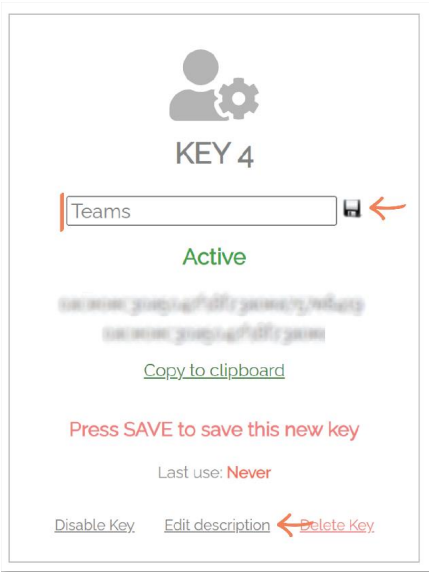 KEY 4
Teams
Active
Copy to clipboard
Press SAVE to save this new key
Last use: Never
Disable Key Edit description Delete Key